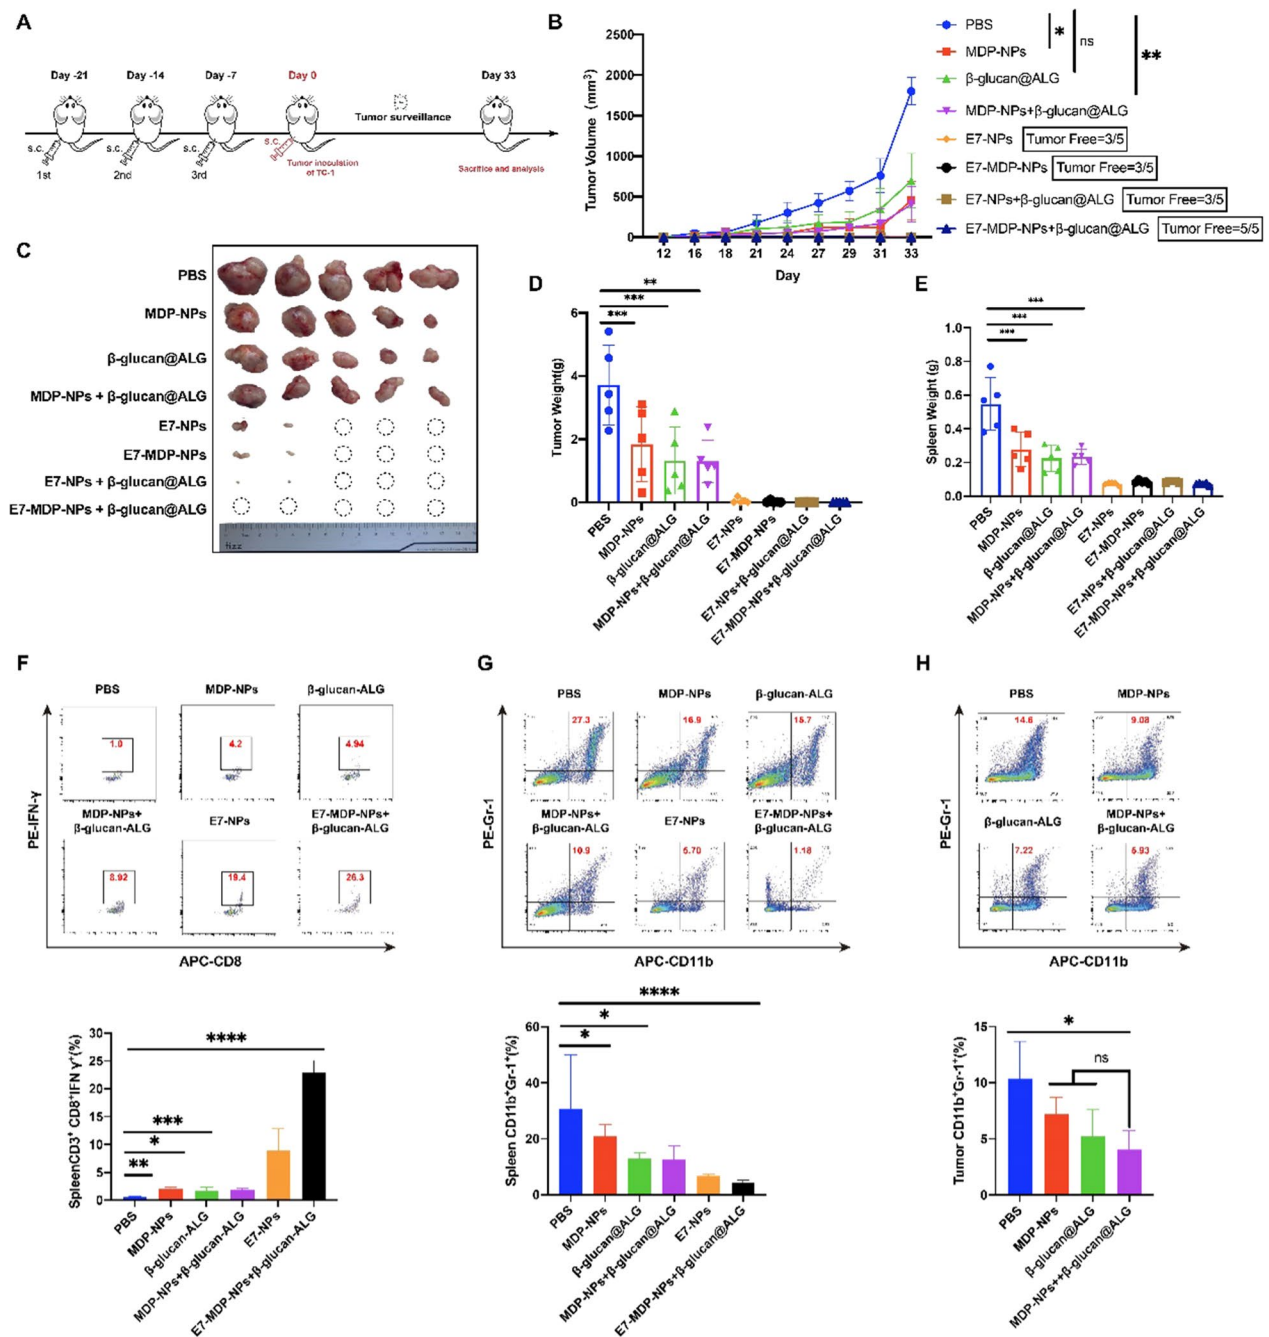 A
Day -21
Day -14
Day -7
Day 0
Day 33
Tumor surveillance
s.c.
s.c.
s.c.
s.c.
1st
2nd
3rd
Tumor inoculation
of TC-1
Sacrifice and analysis
B
Tumor Volume (mm³)
2500
2000
1500
1000
500
0
12 16 18 21 24 27 29 31 33
Day
PBS
MDP-NPs
β-glucan@ALG
MDP-NPs+β-glucan@ALG
E7-NPs Tumor Free=3/5
E7-MDP-NPs Tumor Free=3/5
E7-NPs+β-glucan@ALG Tumor Free=3/5
E7-MDP-NPs+β-glucan@ALG Tumor Free=5/5
*
ns
**
C
PBS
MDP-NPs
β-glucan@ALG
MDP-NPs + β-glucan@ALG
E7-NPs
E7-MDP-NPs
E7-NPs + β-glucan@ALG
E7-MDP-NPs + β-glucan@ALG
D
**
***
***
Tumor Weight(g)
6
4
2
0
PBS
MDP-NPs
β-glucan@ALG
MDP-NPs+β-glucan@ALG
E7-NPs
E7-MDP-NPs
E7-NPs+β-glucan@ALG
E7-MDP-NPs+β-glucan@ALG
E
***
***
***
Spleen Weight (g)
1.0
0.8
0.6
0.4
0.2
0.0
PBS
MDP-NPs
β-glucan@ALG
MDP-NPs+β-glucan@ALG
E7-NPs
E7-MDP-NPs
E7-NPs+β-glucan@ALG
E7-MDP-NPs+β-glucan@ALG
F
PBS
MDP-NPs
β-glucan-ALG
1.0
4.2
4.94
MDP-NPs+
β-glucan-ALG
E7-NPs
E7-MDP-NPs+
β-glucan-ALG
8.92
19.4
26.3
PE-IFN-γ
APC-CD8
SpleenCD3⁺ CD8⁺IFN γ⁺(%)
30
25
20
15
10
5
0
****
***
*
**
PBS
MDP-NPs
β-glucan-ALG
MDP-NPs+β-glucan-ALG
E7-NPs
E7-MDP-NPs+β-glucan-ALG
G
PBS
MDP-NPs
β-glucan-ALG
27.3
16.9
15.7
MDP-NPs+
β-glucan-ALG
E7-NPs
E7-MDP-NPs+
β-glucan-ALG
10.9
5.70
1.18
PE-Gr-1
APC-CD11b
Spleen CD11b⁺Gr-1⁺(%)
60
40
20
0
****
*
*
PBS
MDP-NPs
β-glucan@ALG
MDP-NPs+β-glucan@ALG
E7-NPs
E7-MDP-NPs+β-glucan@ALG
H
PBS
MDP-NPs
14.6
9.08
β-glucan-ALG
MDP-NPs+
β-glucan-ALG
7.22
5.93
PE-Gr-1
APC-CD11b
Tumor CD11b⁺Gr-1⁺(%)
15
10
5
0
*
ns
PBS
MDP-NPs
β-glucan@ALG
MDP-NPs++β-glucan@ALG